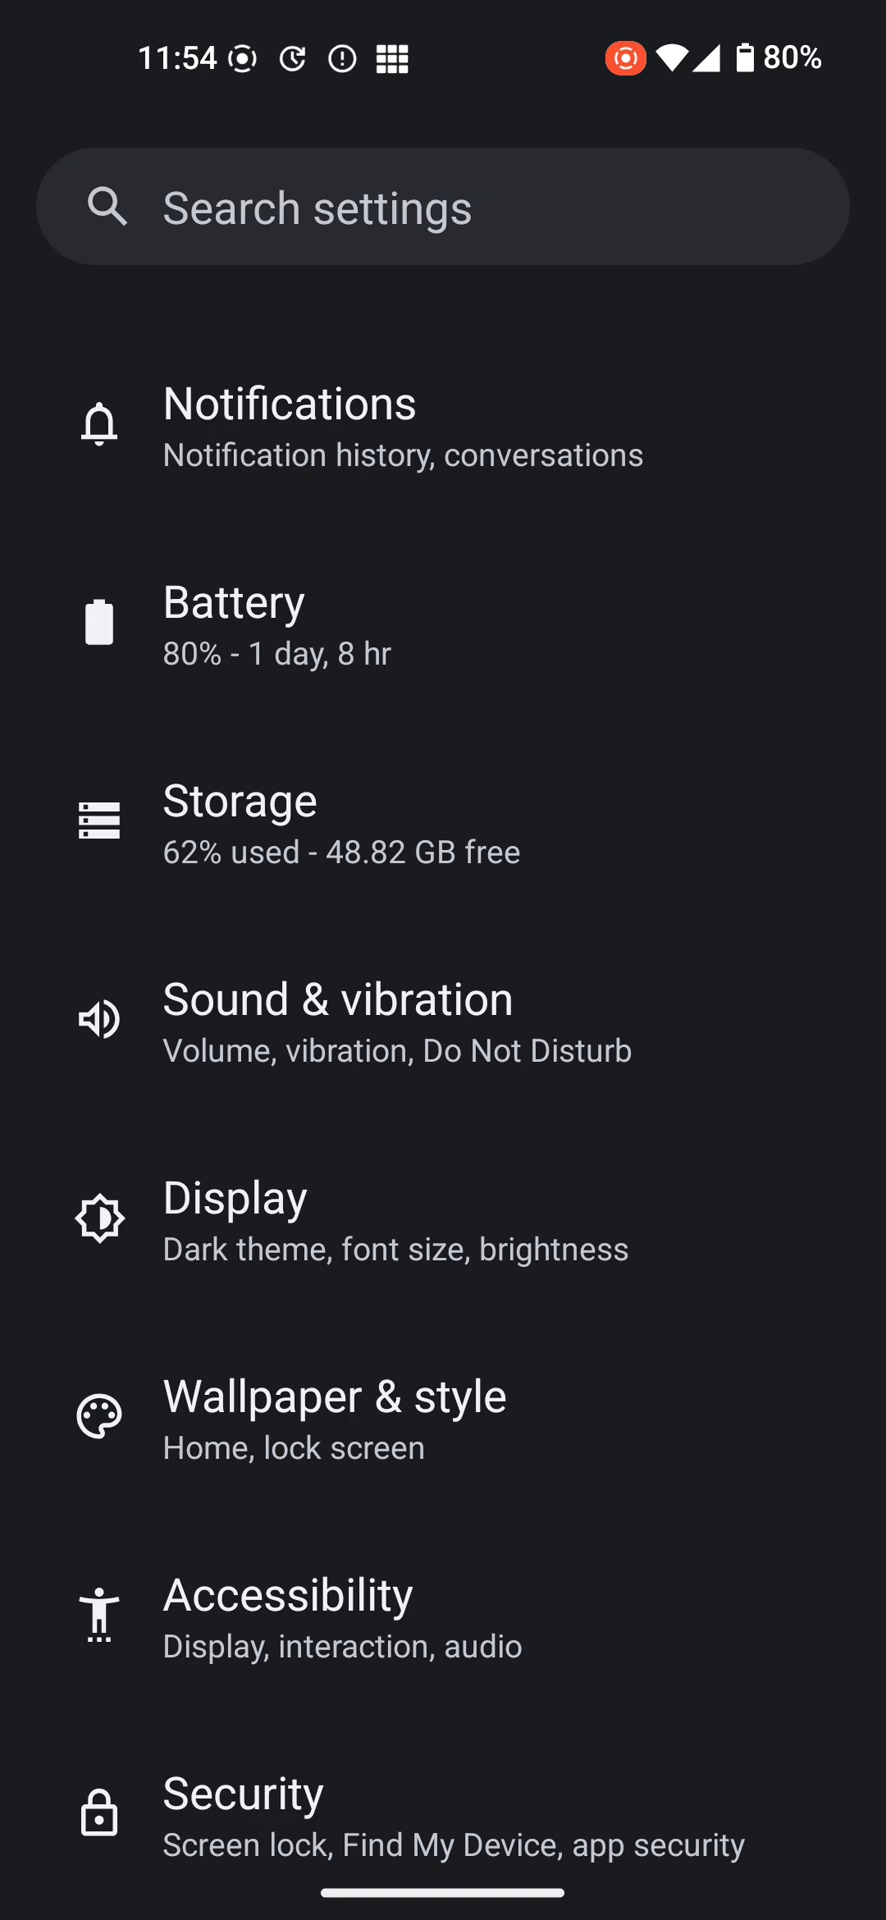 11:54
80%
Search settings
Notifications
Notification history, conversations
Battery
80% - 1 day, 8 hr
Storage
62% used - 48.82 GB free
Sound & vibration
Volume, vibration, Do Not Disturb
Display
Dark theme, font size, brightness
Wallpaper & style
Home, lock screen
Accessibility
Display, interaction, audio
Security
Screen lock, Find My Device, app security